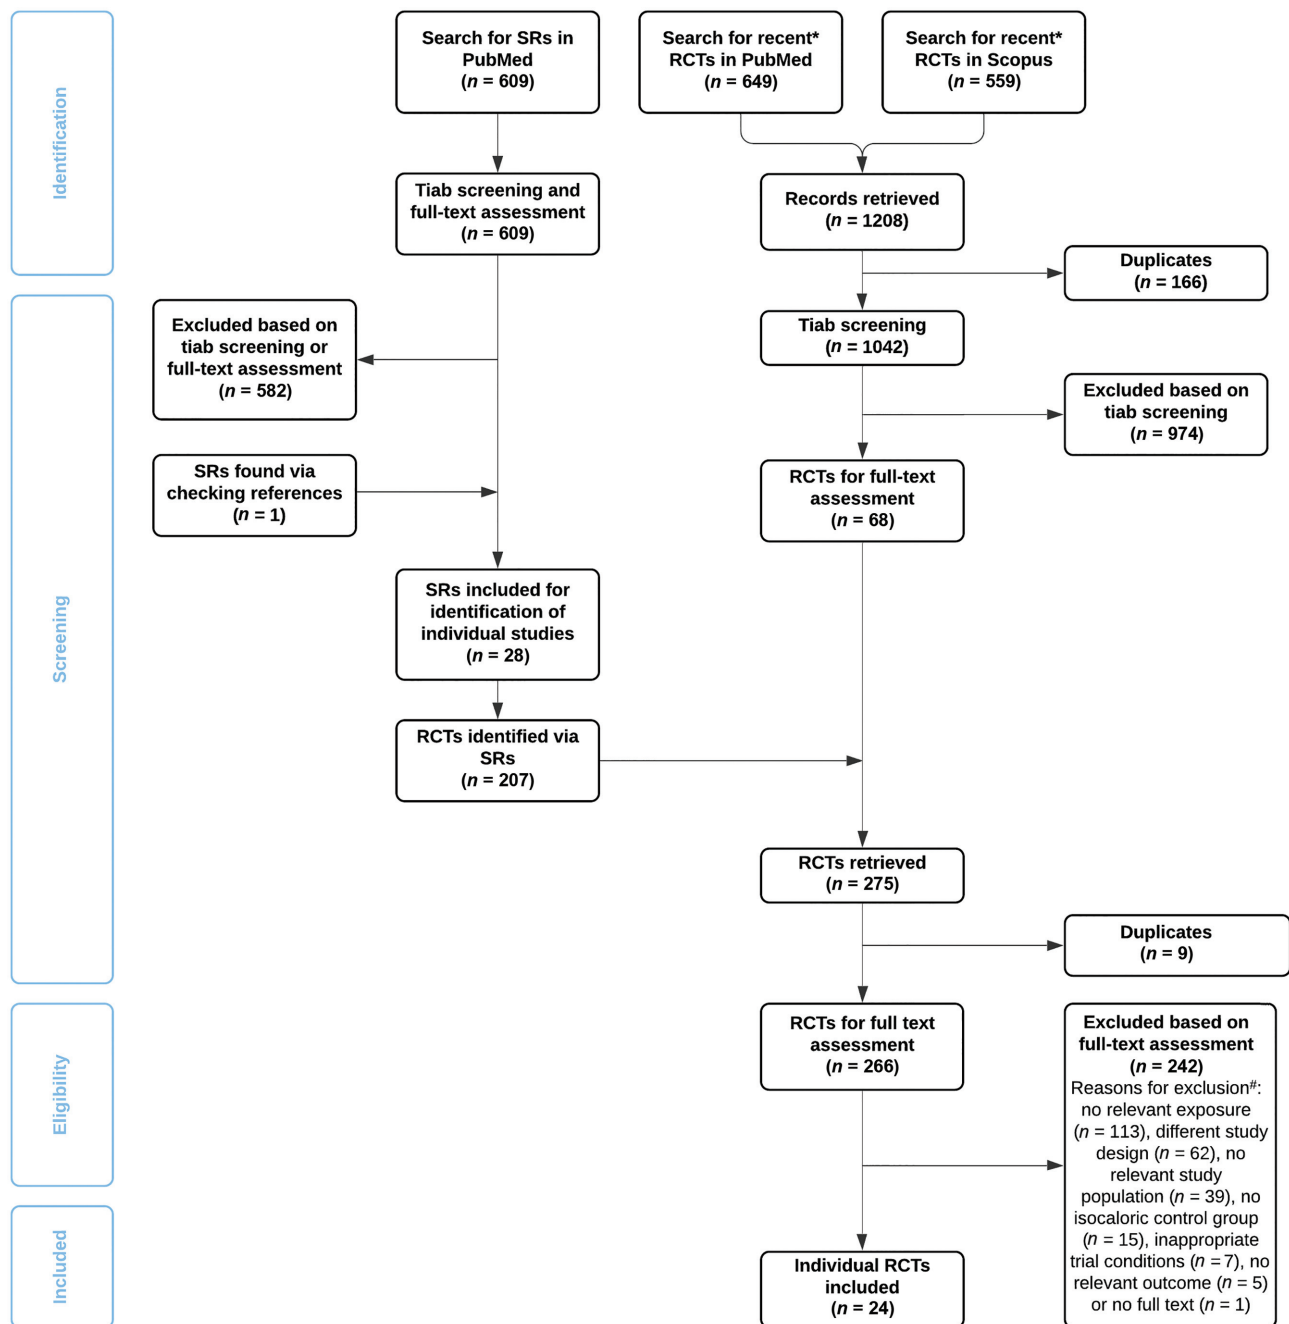 Identification
Search for SRs in
PubMed
(n = 609)
Search for recent*
RCTs in PubMed
(n = 649)
Search for recent*
RCTs in Scopus
(n = 559)
Tiab screening and
full-text assessment
(n = 609)
Records retrieved
(n = 1208)
Duplicates
(n = 166)
Screening
Excluded based on
tiab screening or
full-text assessment
(n = 582)
Tiab screening
(n = 1042)
Excluded based on
tiab screening
(n = 974)
SRs found via
checking references
(n = 1)
RCTs for full-text
assessment
(n = 68)
SRs included for
identification of
individual studies
(n = 28)
RCTs identified via
SRs
(n = 207)
RCTs retrieved
(n = 275)
Duplicates
(n = 9)
Eligibility
RCTs for full text
assessment
(n = 266)
Excluded based on
full-text assessment
(n = 242)
Reasons for exclusion#:
no relevant exposure
(n = 113), different study
design (n = 62), no
relevant study
population (n = 39), no
isocaloric control group
(n = 15), inappropriate
trial conditions (n = 7), no
relevant outcome (n = 5)
or no full text (n = 1)
Included
Individual RCTs
included
(n = 24)